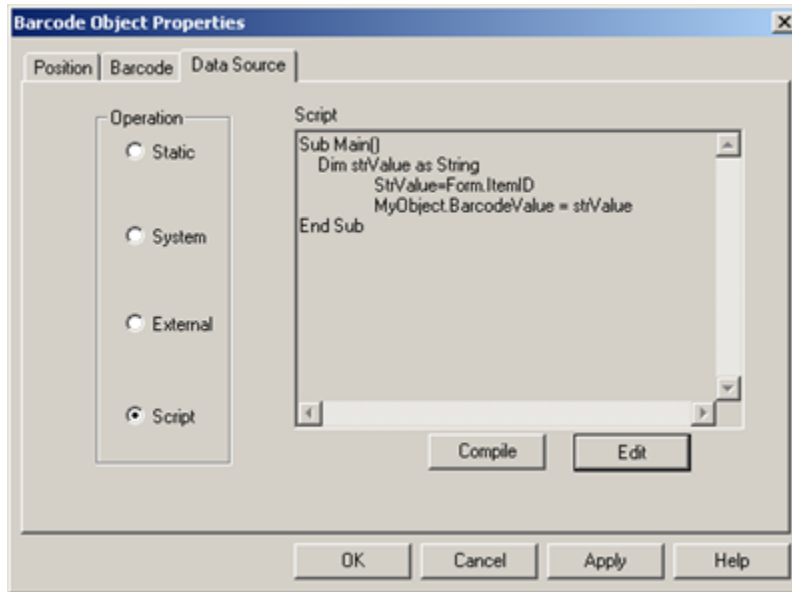 Barcode Object Properties
Position Barcode Data Source
Operation
Static
System
External
Script
Script
Sub Main()
Dim strValue as String
StrValue=Form.ItemID
MyObject.BarcodeValue = strValue
End Sub
Compile Edit
OK Cancel Apply Help